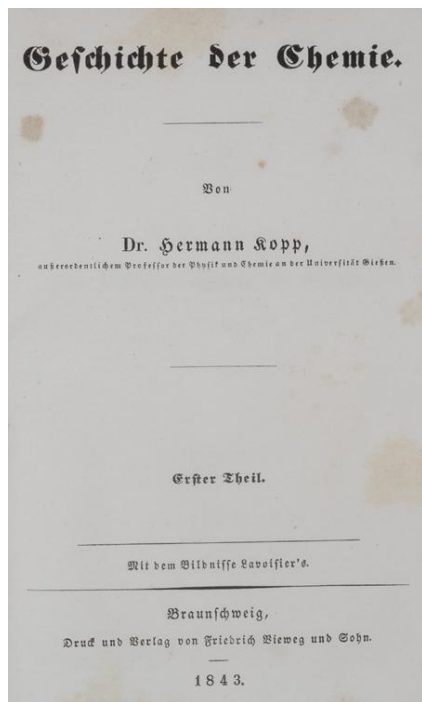 Geſchichte der Chemie.
Von
Dr. Hermann Kopp,
außerordentlichem Profeſſor der Phyſik und Chemie an der Univerſität Gießen.
Erſter Theil.
Mit dem Bildniſſe Lavoiſier's.
Braunſchweig,
Druck und Verlag von Friedrich Vieweg und Sohn.
1843.